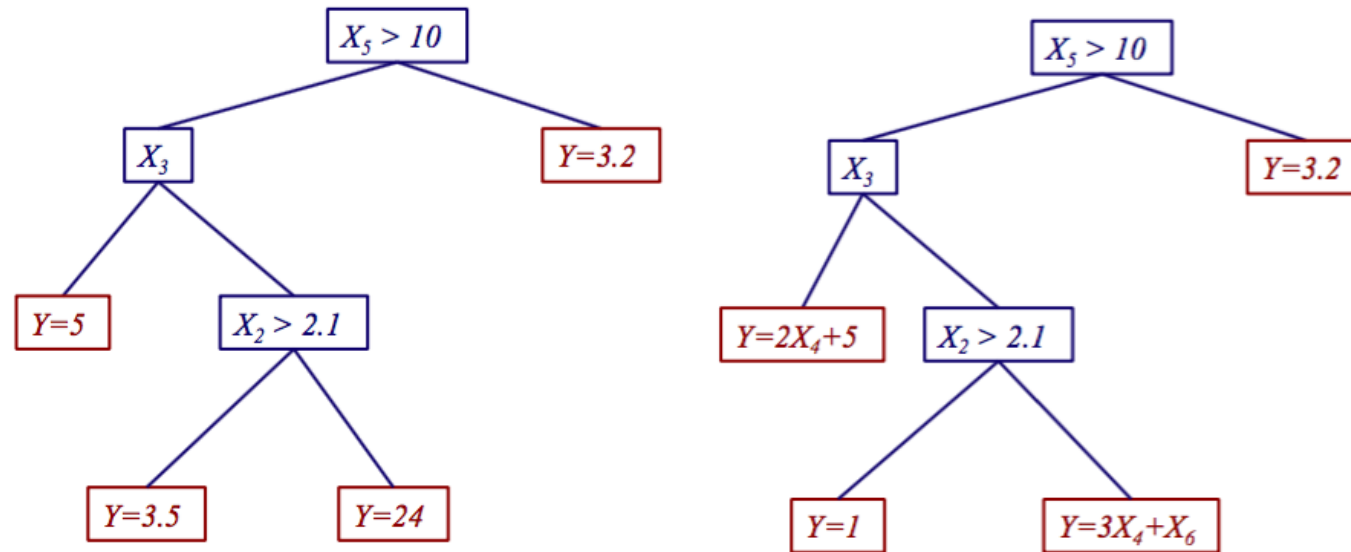 X₅ > 10
X₃
Y=3.2
Y=5
X₂ > 2.1
Y=3.5
Y=24
X₅ > 10
X₃
Y=3.2
Y=2X₄+5
X₂ > 2.1
Y=1
Y=3X₄+X₆